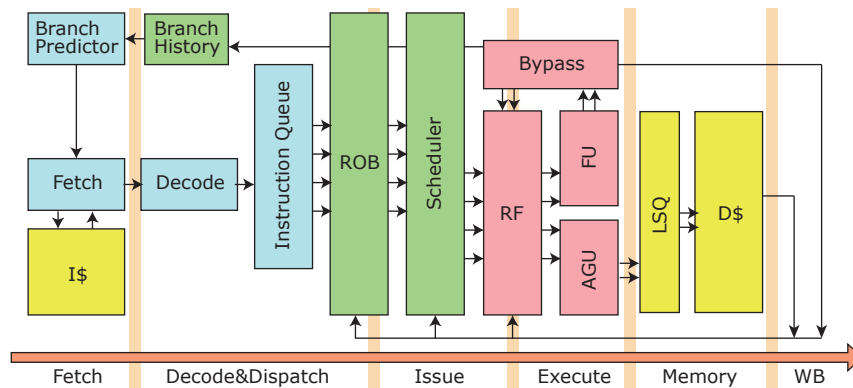 Branch
Predictor
Branch
History
Bypass
Fetch
Decode
Instruction Queue
ROB
Scheduler
RF
FU
AGU
LSQ
D$
I$
Fetch
Decode&Dispatch
Issue
Execute
Memory
WB